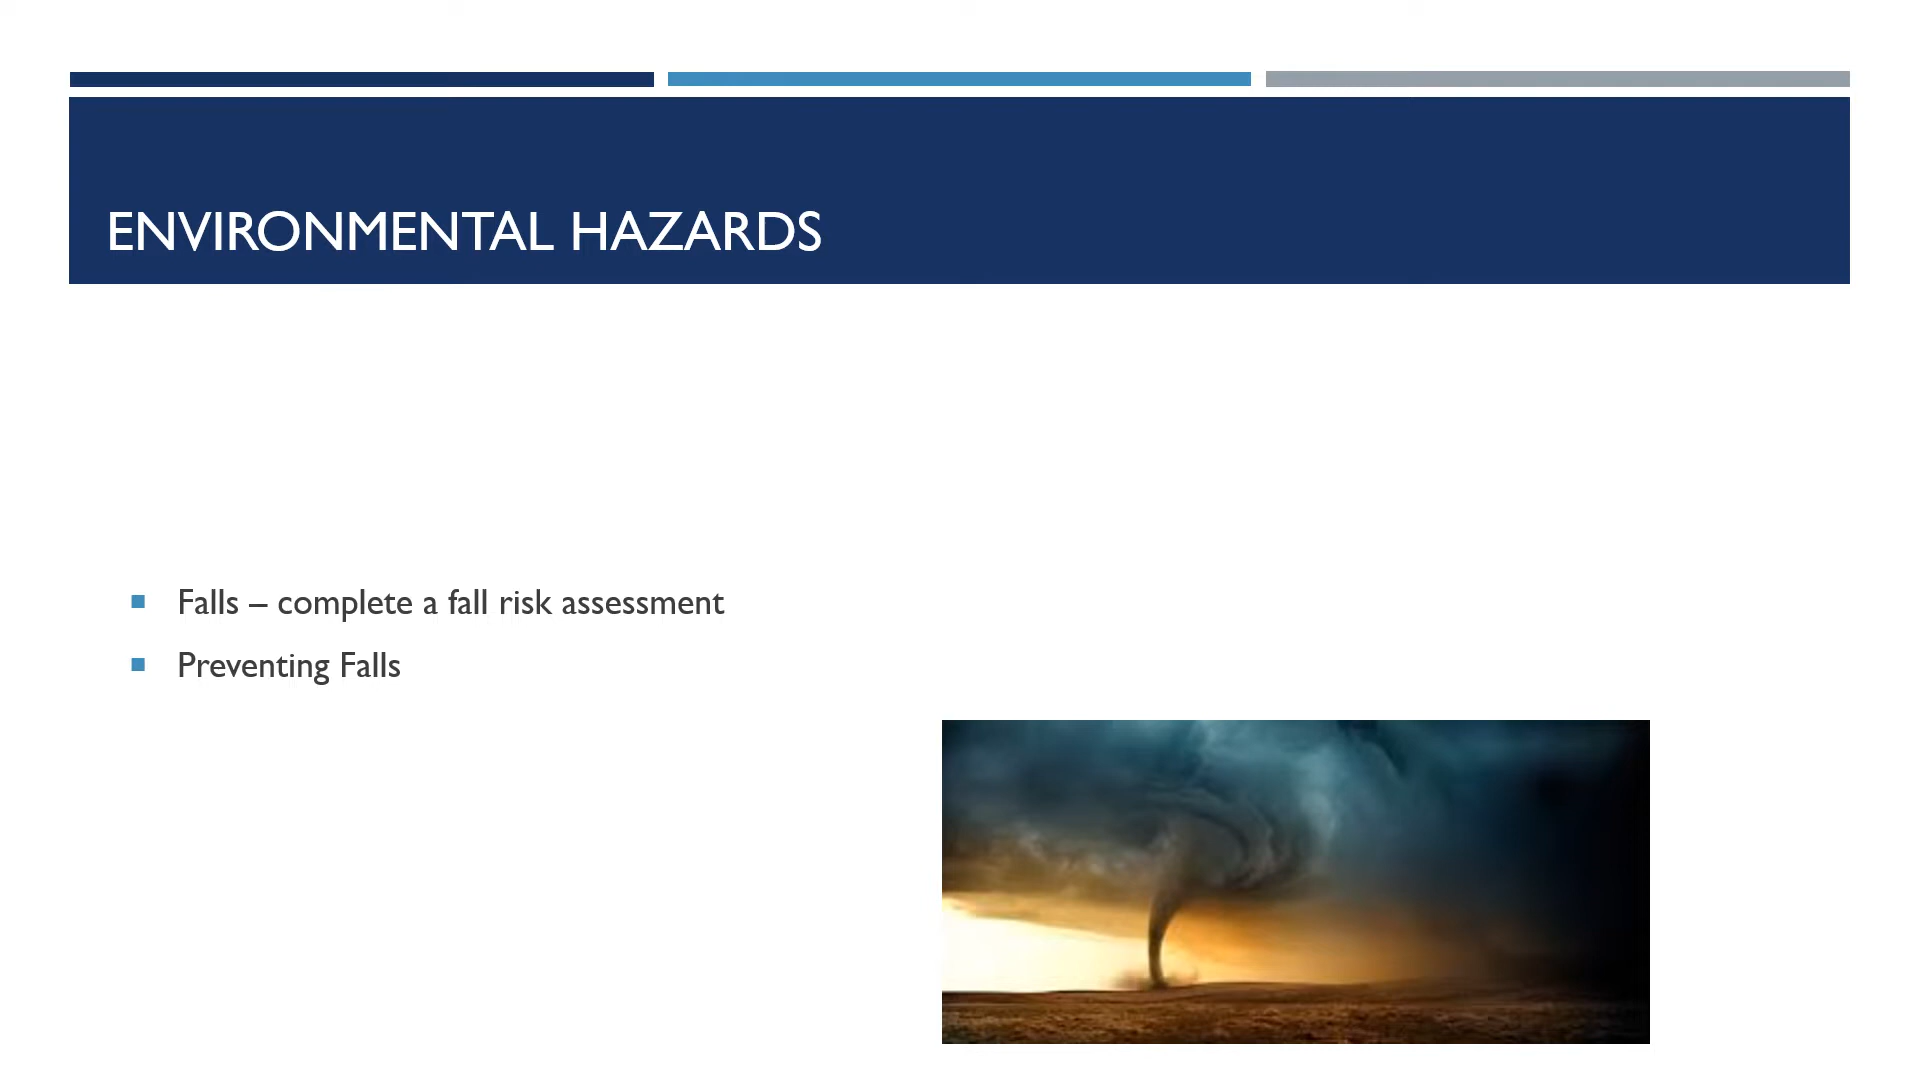 ENVIRONMENTAL HAZARDS
Falls – complete a fall risk assessment
Preventing Falls